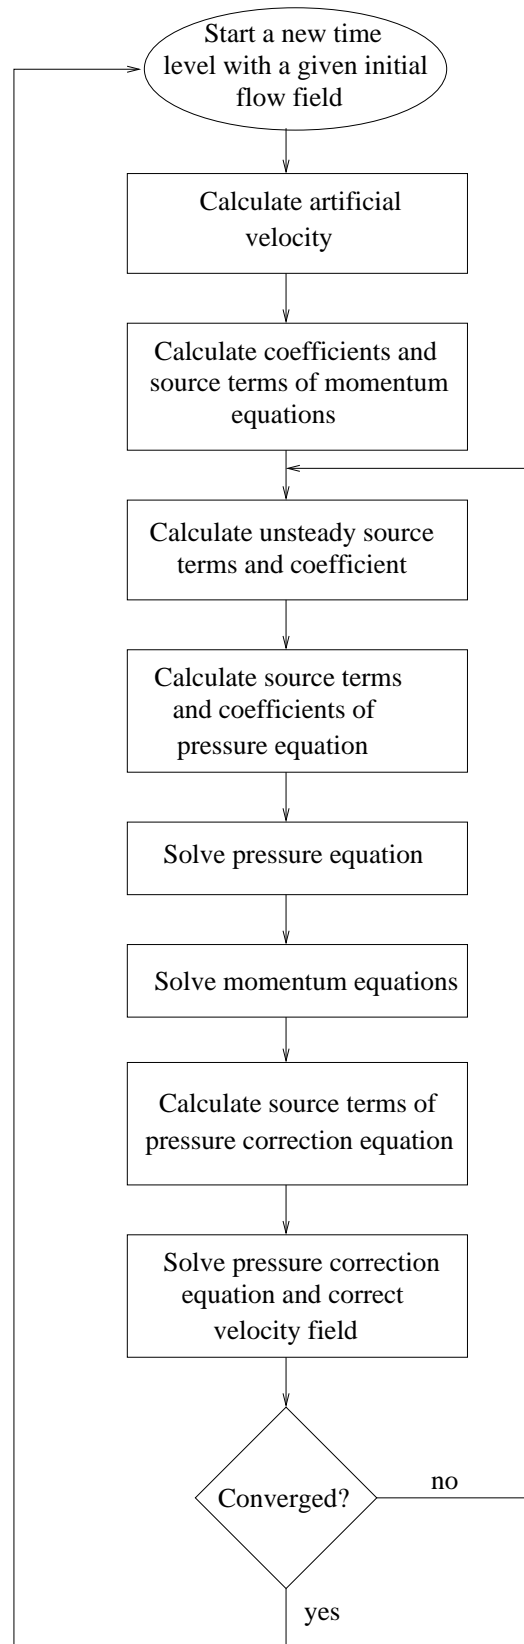 Start a new time
level with a given initial
flow field
Calculate artificial
velocity
Calculate coefficients and
source terms of momentum
equations
Calculate unsteady source
terms and coefficient
Calculate source terms
and coefficients of
pressure equation
Solve pressure equation
Solve momentum equations
Calculate source terms of
pressure correction equation
Solve pressure correction
equation and correct
velocity field
Converged?
no
yes